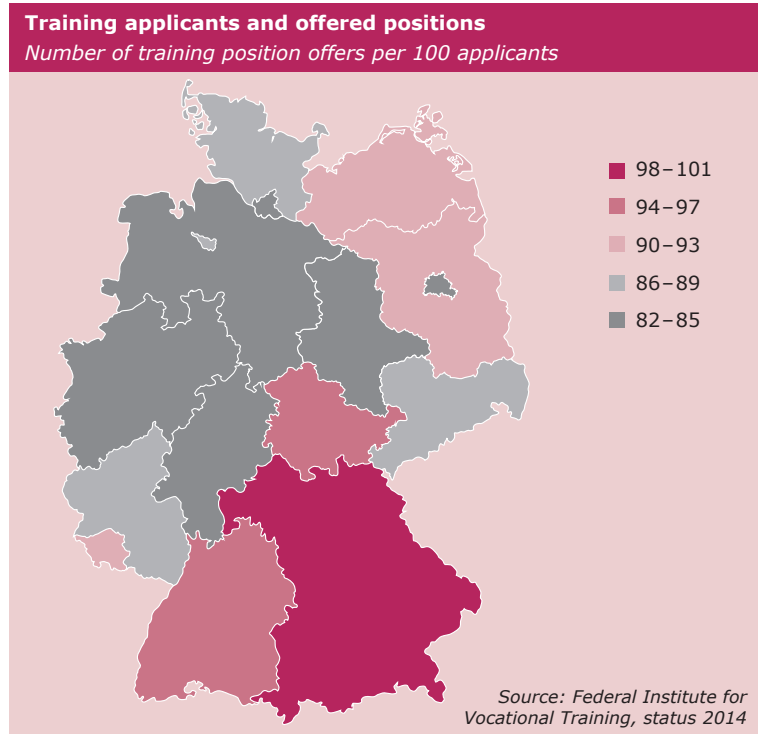 Training applicants and offered positions
Number of training position offers per 100 applicants
98–101
94–97
90–93
86–89
82–85
Source: Federal Institute for
Vocational Training, status 2014